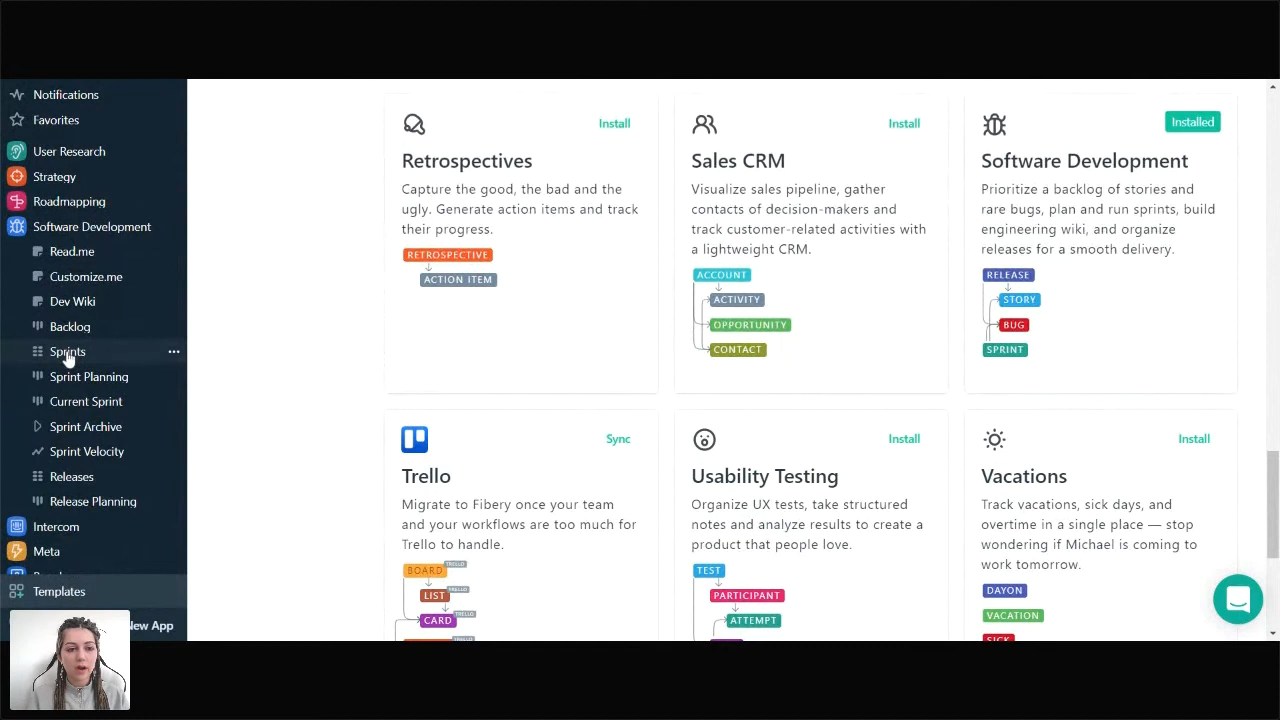 Notifications
Favorites
User Research
Strategy
Roadmapping
Software Development
Read.me
Customize.me
Dev Wiki
Backlog
Sprints
Sprint Planning
Current Sprint
Sprint Archive
Sprint Velocity
Releases
Release Planning
Intercom
Meta
Templates
New App
Install
Retrospectives
Capture the good, the bad and the
ugly. Generate action items and track
their progress.
RETROSPECTIVE
ACTION ITEM
Install
Sales CRM
Visualize sales pipeline, gather
contacts of decision-makers and
track customer-related activities with
a lightweight CRM.
ACCOUNT
ACTIVITY
OPPORTUNITY
CONTACT
Installed
Software Development
Prioritize a backlog of stories and
rare bugs, plan and run sprints, build
engineering wiki, and organize
releases for a smooth delivery.
RELEASE
STORY
BUG
SPRINT
Sync
Trello
Migrate to Fibery once your team
and your workflows are too much for
Trello to handle.
BOARD TRELLO
LIST TRELLO
CARD TRELLO
TRELLO
Install
Usability Testing
Organize UX tests, take structured
notes and analyze results to create a
product that people love.
TEST
PARTICIPANT
ATTEMPT
Install
Vacations
Track vacations, sick days, and
overtime in a single place — stop
wondering if Michael is coming to
work tomorrow.
DAYON
VACATION
SICK